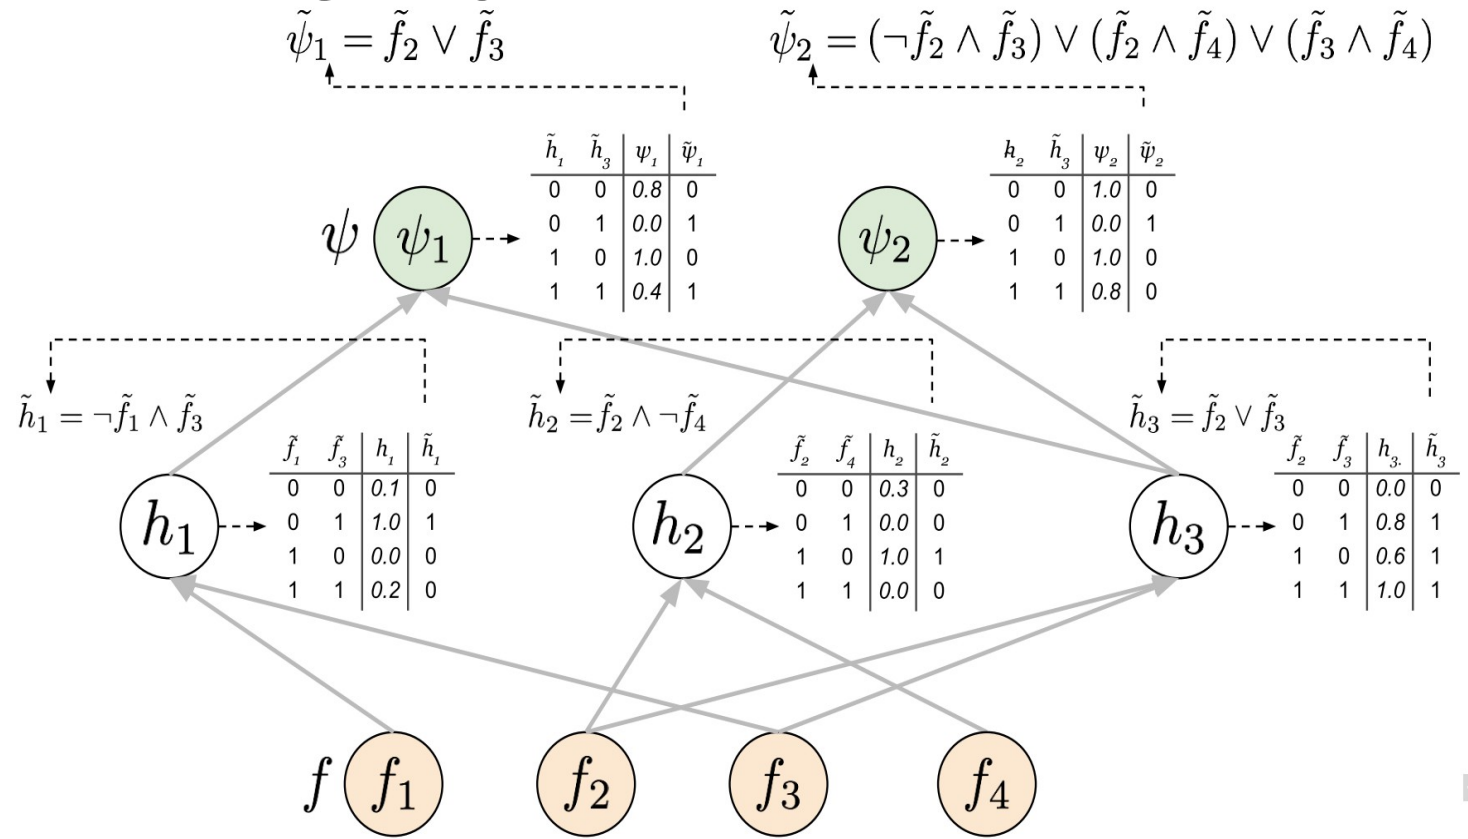 ψ̃₁ = f̃₂ ∨ f̃₃
ψ̃₂ = (¬f̃₂ ∧ f̃₃) ∨ (f̃₂ ∧ f̃₄) ∨ (f̃₃ ∧ f̃₄)
h̃₁ h̃₃ ψ₁ ψ̃₁
0 0 0.8 0
0 1 0.0 1
1 0 1.0 0
1 1 0.4 1
h̃₂ h̃₃ ψ₂ ψ̃₂
0 0 1.0 0
0 1 0.0 1
1 0 1.0 0
1 1 0.8 0
ψ ψ₁
ψ₂
h̃₁ = ¬f̃₁ ∧ f̃₃
h̃₂ = f̃₂ ∧ ¬f̃₄
h̃₃ = f̃₂ ∨ f̃₃
h₁
f̃₁ f̃₃ h₁ h̃₁
0 0 0.1 0
0 1 1.0 1
1 0 0.0 0
1 1 0.2 0
h₂
f̃₂ f̃₄ h₂ h̃₂
0 0 0.3 0
0 1 0.0 0
1 0 1.0 1
1 1 0.0 0
h₃
f̃₂ f̃₃ h₃. h̃₃
0 0 0.0 0
0 1 0.8 1
1 0 0.6 1
1 1 1.0 1
f f₁ f₂ f₃ f₄